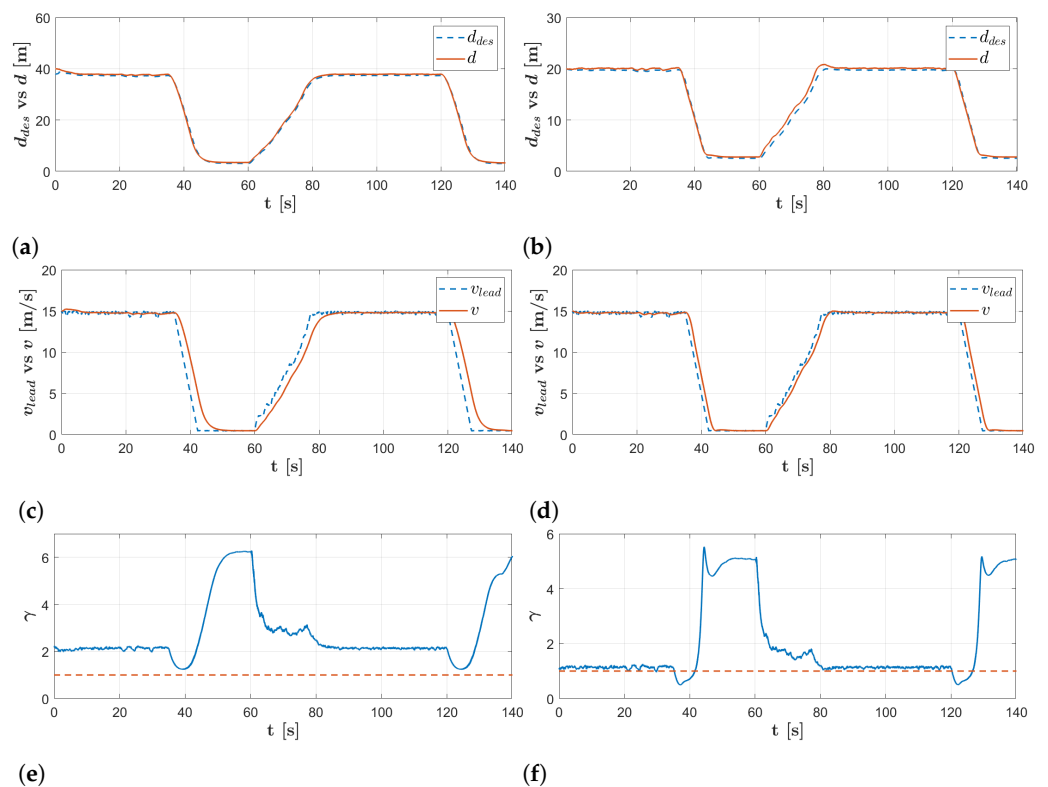 60
40
20
0
d_des vs d [m]
d_des
d
0 20 40 60 80 100 120 140
t [s]
(a)
30
20
10
0
d_des vs d [m]
d_des
d
20 40 60 80 100 120 140
t [s]
(b)
20
15
10
5
0
v_lead vs v [m/s]
v_lead
v
0 20 40 60 80 100 120 140
t [s]
(c)
20
15
10
5
0
v_lead vs v [m/s]
v_lead
v
20 40 60 80 100 120 140
t [s]
(d)
6
4
2
0
γ
0 20 40 60 80 100 120 140
t [s]
(e)
6
4
2
0
γ
0 20 40 60 80 100 120 140
t [s]
(f)